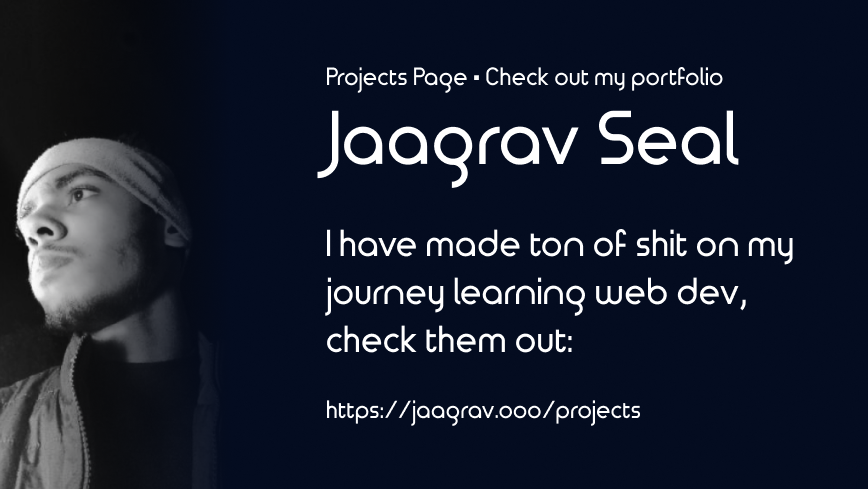 Projects Page • Check out my portfolio
Jaagrav Seal
I have made ton of shit on my
journey learning web dev,
check them out:
https://jaagrav.ooo/projects